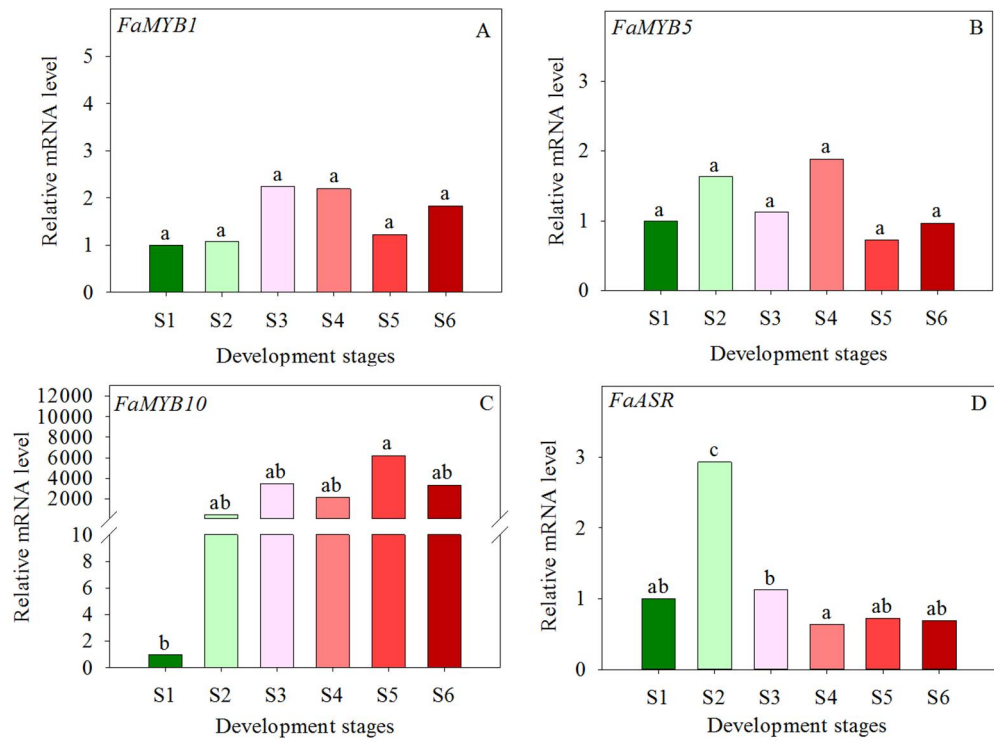 FaMYB1
A
Relative mRNA level
5
4
3
2
1
0
a
a
a
a
a
a
S1 S2 S3 S4 S5 S6
Development stages
FaMYB5
B
Relative mRNA level
3
2
1
0
a
a
a
a
a
a
S1 S2 S3 S4 S5 S6
Development stages
FaMYB10
C
Relative mRNA level
12000
10000
8000
6000
4000
2000
10
8
6
4
2
0
b
ab
ab
ab
a
ab
S1 S2 S3 S4 S5 S6
Development stages
FaASR
D
Relative mRNA level
3
2
1
0
ab
c
b
a
ab
ab
S1 S2 S3 S4 S5 S6
Development stages